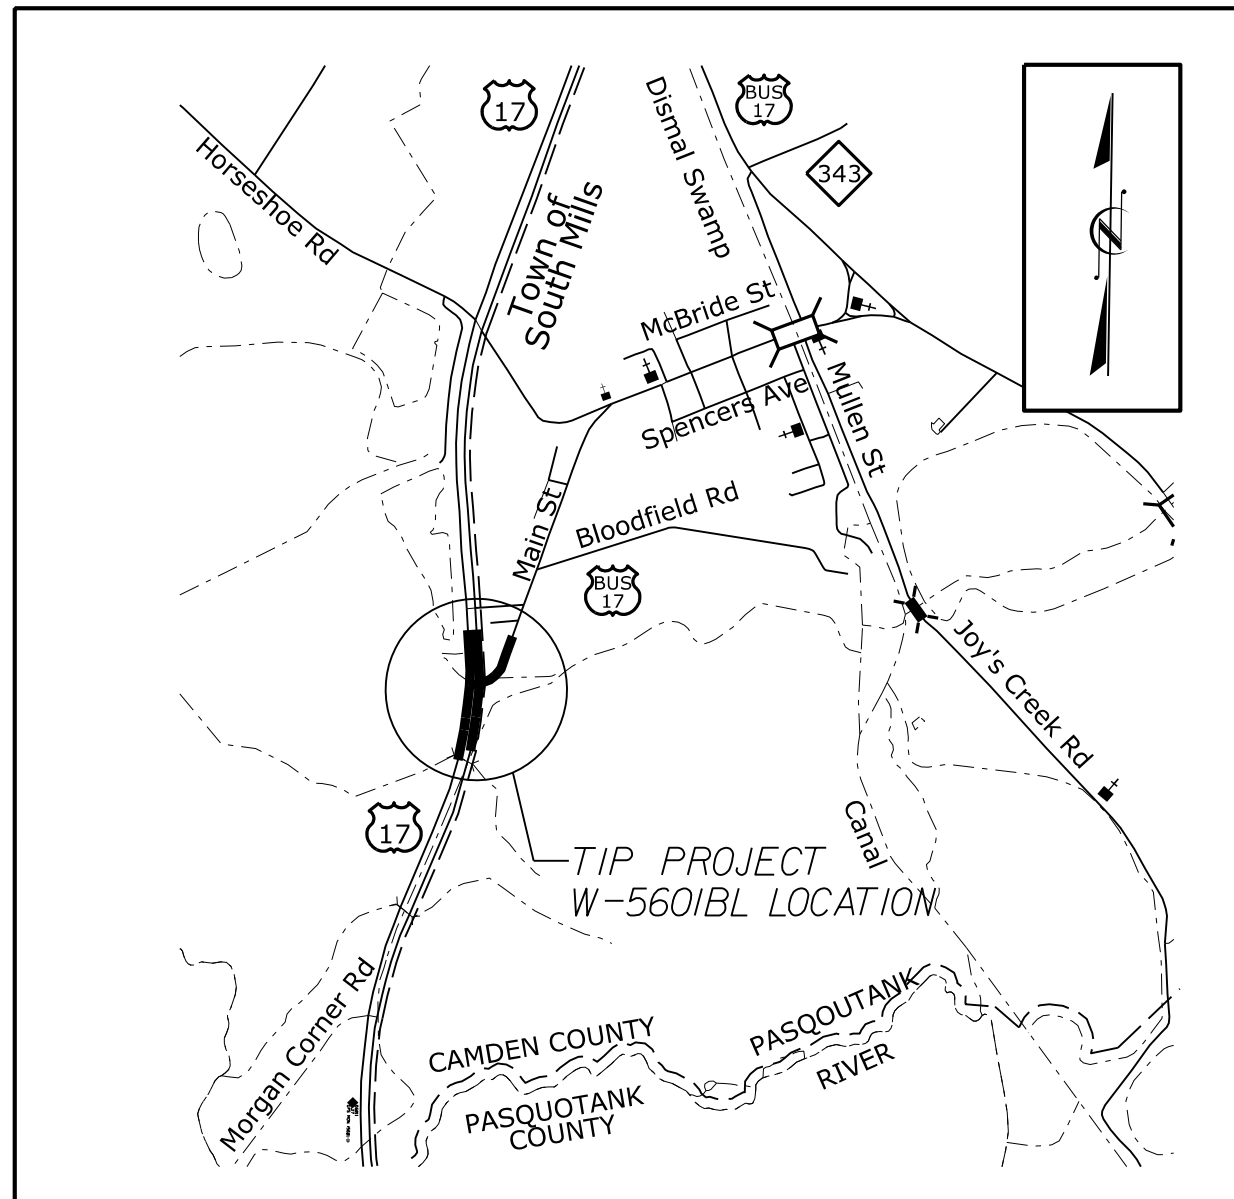 17
BUS
17
Dismal Swamp
343
Horseshoe Rd
Town of
South Mills
McBride St
Spencers Ave
Mullen St
Main St
Bloodfield Rd
BUS
17
Joy's Creek Rd
17
Canal
TIP PROJECT
W-5601BL LOCATION
Morgan Corner Rd
CAMDEN COUNTY
PASQOUTANK
RIVER
PASQUOTANK
COUNTY
N